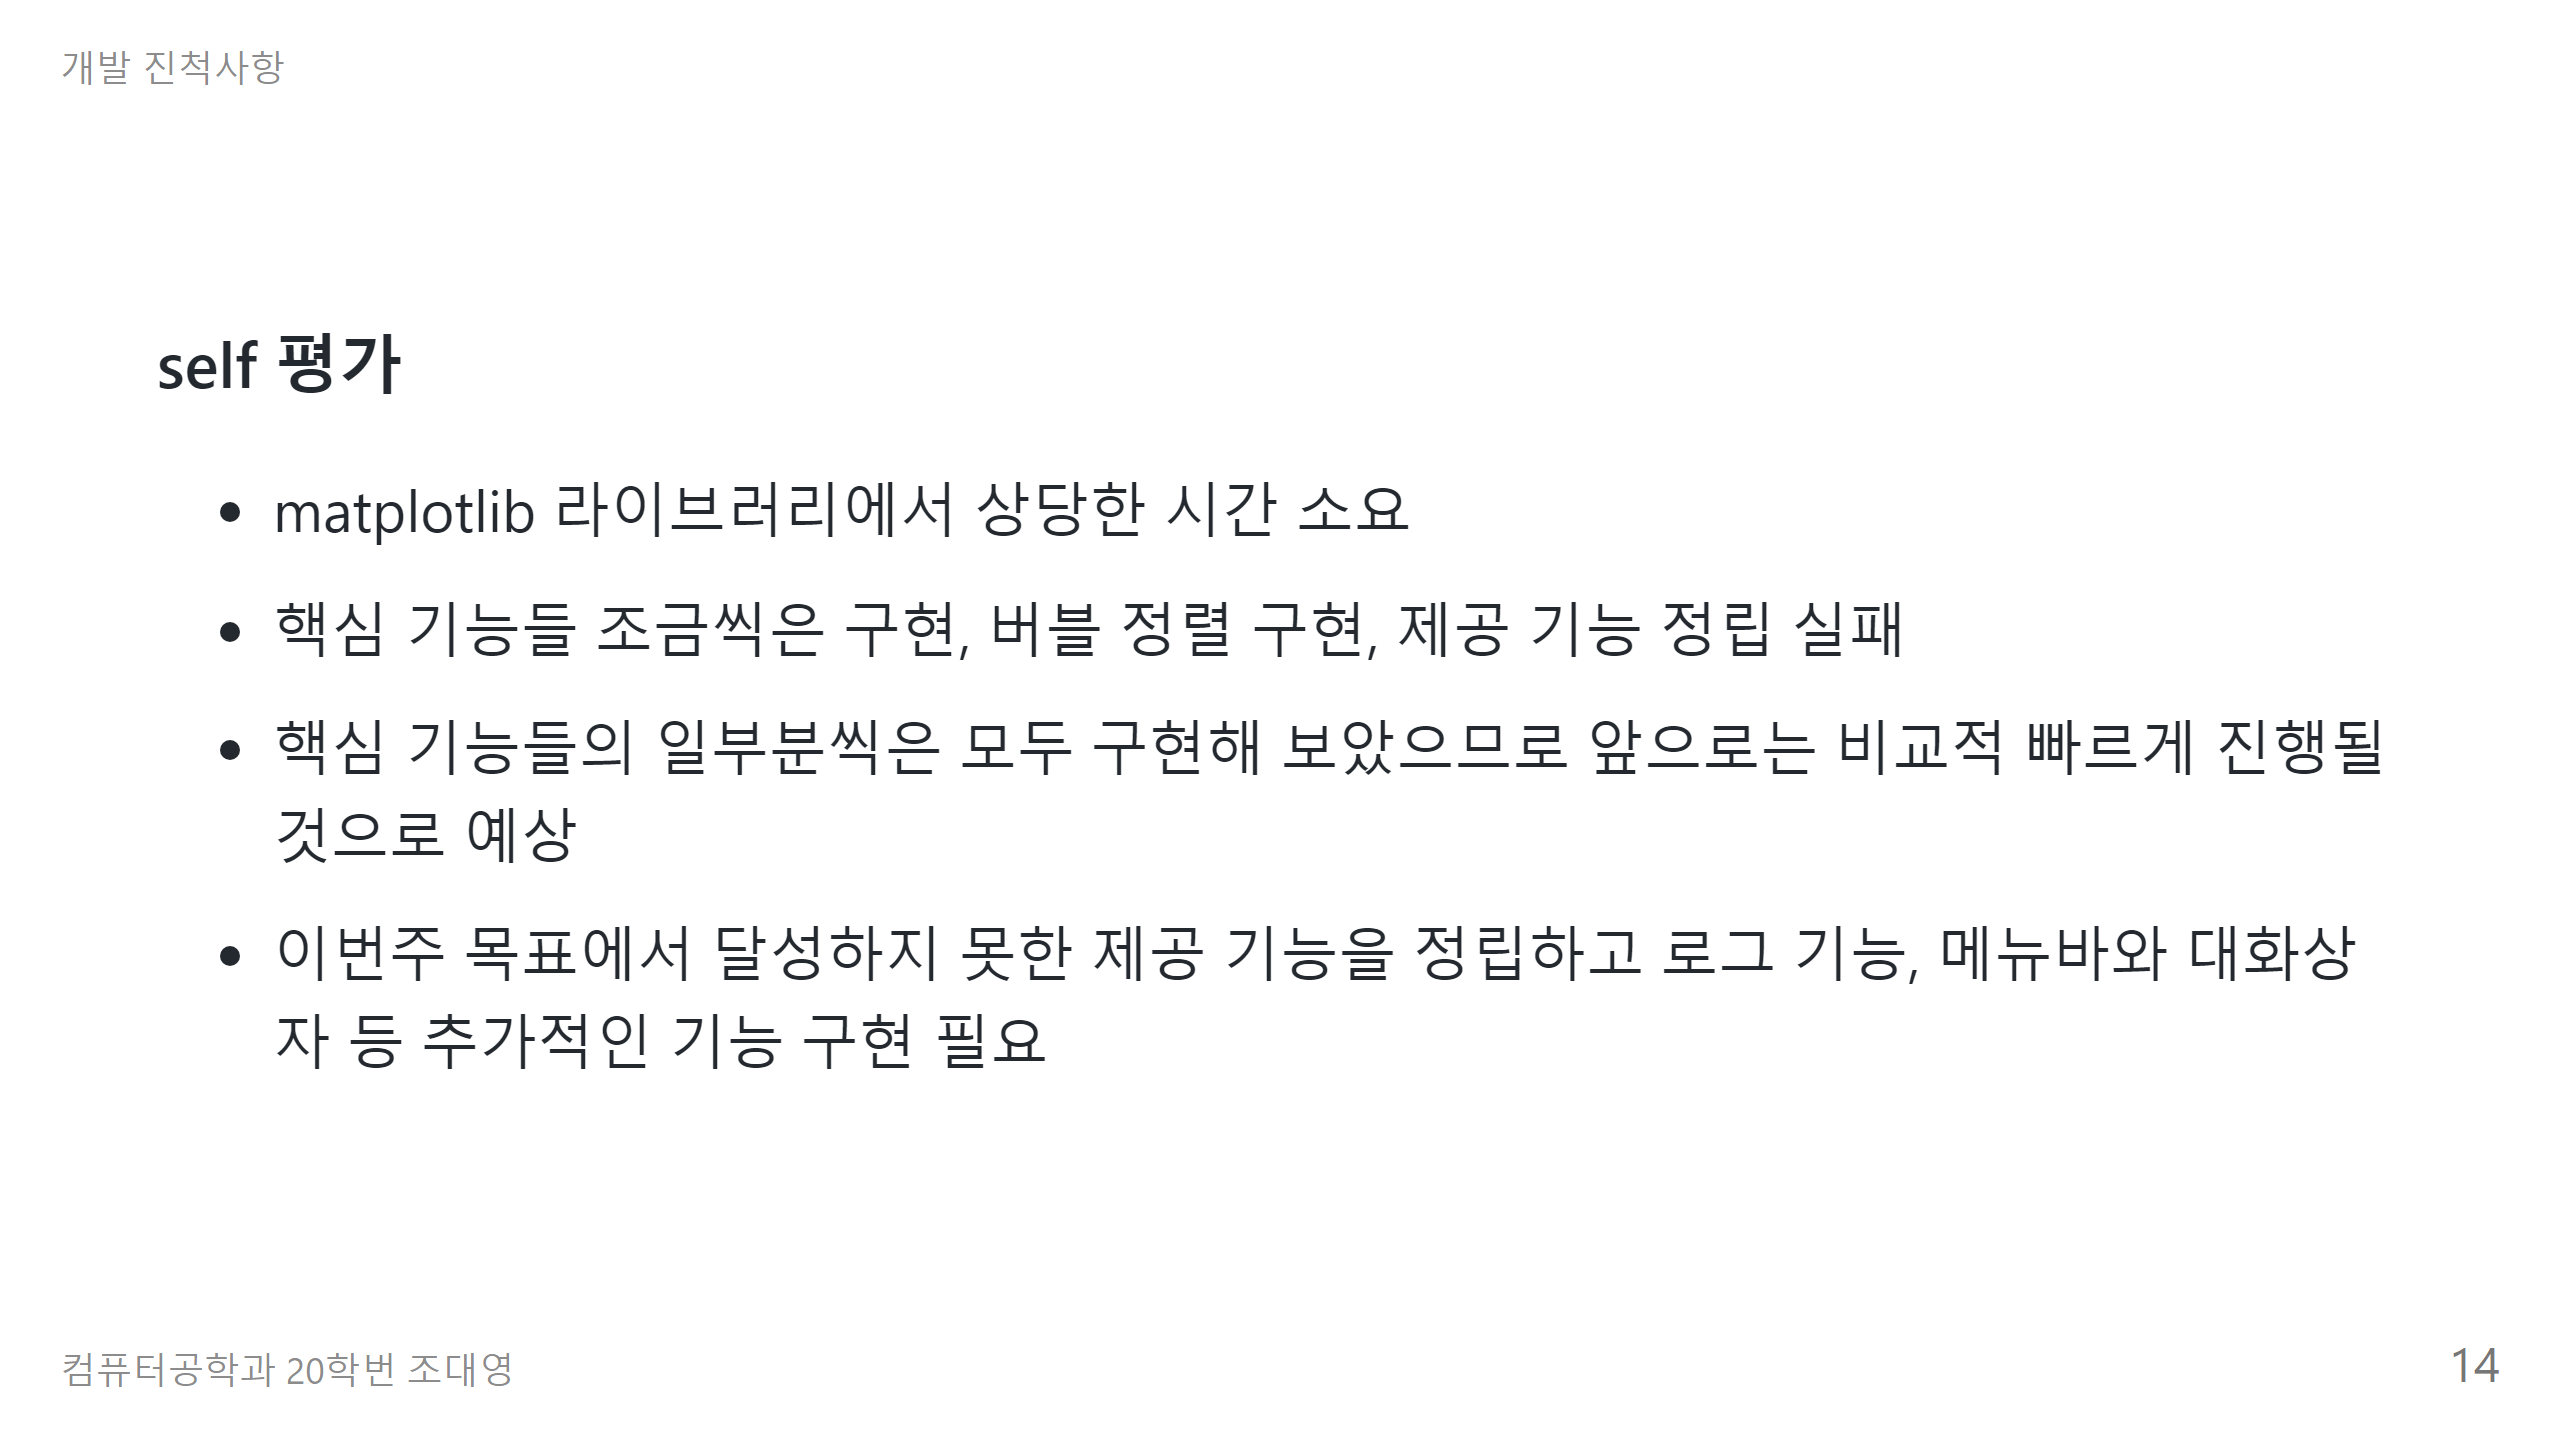 개발 진척사항
self 평가
• matplotlib 라이브러리에서 상당한 시간 소요
• 핵심 기능들 조금씩은 구현, 버블 정렬 구현, 제공 기능 정립 실패
• 핵심 기능들의 일부분씩은 모두 구현해 보았으므로 앞으로는 비교적 빠르게 진행될
것으로 예상
• 이번주 목표에서 달성하지 못한 제공 기능을 정립하고 로그 기능, 메뉴바와 대화상
자 등 추가적인 기능 구현 필요
컴퓨터공학과 20학번 조대영
14